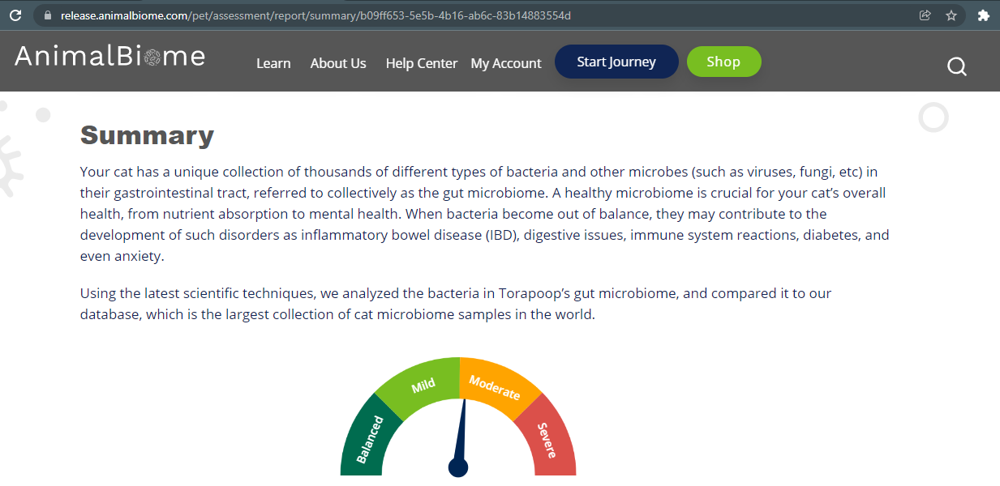 release.animalbiome.com/pet/assessment/report/summary/b09ff653-5e5b-4b16-ab6c-83b14883554d
AnimalBiome
Learn About Us Help Center My Account Start Journey Shop
Summary
Your cat has a unique collection of thousands of different types of bacteria and other microbes (such as viruses, fungi, etc) in
their gastrointestinal tract, referred to collectively as the gut microbiome. A healthy microbiome is crucial for your cat’s overall
health, from nutrient absorption to mental health. When bacteria become out of balance, they may contribute to the
development of such disorders as inflammatory bowel disease (IBD), digestive issues, immune system reactions, diabetes, and
even anxiety.
Using the latest scientific techniques, we analyzed the bacteria in Torapoop’s gut microbiome, and compared it to our
database, which is the largest collection of cat microbiome samples in the world.
Balanced
Mild
Moderate
Severe